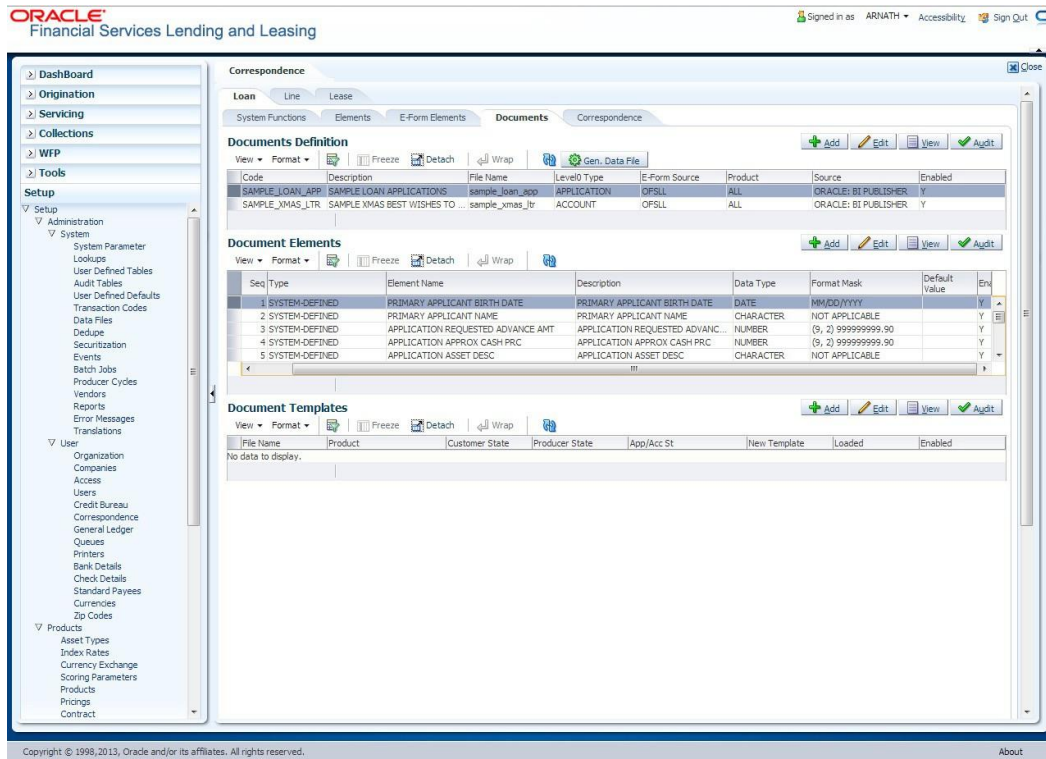 ORACLE
Financial Services Lending and Leasing
Signed in as ARNATH Accessibility Sign Out
Close
DashBoard
Origination
Servicing
Collections
WFP
Tools
Setup
Setup
Administration
System
System Parameter
Lookups
User Defined Tables
Audit Tables
User Defined Defaults
Transaction Codes
Data Files
Dedupe
Securitization
Events
Batch Jobs
Producer Cycles
Vendors
Reports
Error Messages
Translations
User
Organization
Companies
Access
Users
Credit Bureau
Correspondence
General Ledger
Queues
Printers
Bank Details
Check Details
Standard Payees
Currencies
Zip Codes
Products
Asset Types
Index Rates
Currency Exchange
Scoring Parameters
Products
Pricings
Contract
Correspondence
Loan Line Lease
System Functions Elements E-Form Elements Documents Correspondence
Documents Definition Add Edit View Audit
View Format Freeze Detach Wrap Gen. Data File
Code Description File Name Level0 Type E-Form Source Product Source Enabled
SAMPLE_LOAN_APP SAMPLE LOAN APPLICATIONS sample_loan_app APPLICATION OFSLL ALL ORACLE: BI PUBLISHER Y
SAMPLE_XMAS_LTR SAMPLE XMAS BEST WISHES TO ... sample_xmas_ltr ACCOUNT OFSLL ALL ORACLE: BI PUBLISHER Y
Document Elements Add Edit View Audit
View Format Freeze Detach Wrap
Seq Type Element Name Description Data Type Format Mask Default Value Ena
1 SYSTEM-DEFINED PRIMARY APPLICANT BIRTH DATE PRIMARY APPLICANT BIRTH DATE DATE MM/DD/YYYY Y
2 SYSTEM-DEFINED PRIMARY APPLICANT NAME PRIMARY APPLICANT NAME CHARACTER NOT APPLICABLE Y
3 SYSTEM-DEFINED APPLICATION REQUESTED ADVANCE AMT APPLICATION REQUESTED ADVANC... NUMBER (9, 2) 999999999.90 Y
4 SYSTEM-DEFINED APPLICATION APPROX CASH PRC APPLICATION APPROX CASH PRC NUMBER (9, 2) 999999999.90 Y
5 SYSTEM-DEFINED APPLICATION ASSET DESC APPLICATION ASSET DESC CHARACTER NOT APPLICABLE Y
Document Templates Add Edit View Audit
View Format Freeze Detach Wrap
File Name Product Customer State Producer State App/Acc St New Template Loaded Enabled
No data to display.
Copyright © 1998,2013, Oracle and/or its affiliates. All rights reserved.
About